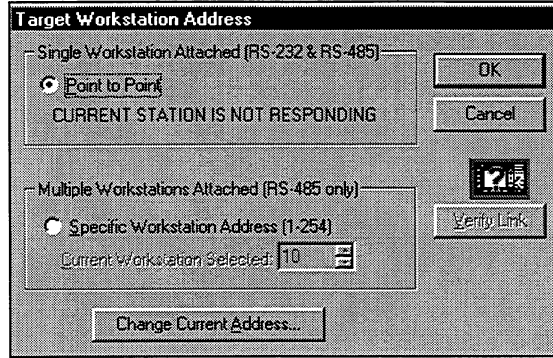 Target Workstation Address
Single Workstation Attached (RS-232 & RS-485)
Point to Point
CURRENT STATION IS NOT RESPONDING
OK
Cancel
Multiple Workstations Attached (RS-485 only)
Specific Workstation Address (1-254)
Current Workstation Selected: 10
Verify Link
Change Current Address...